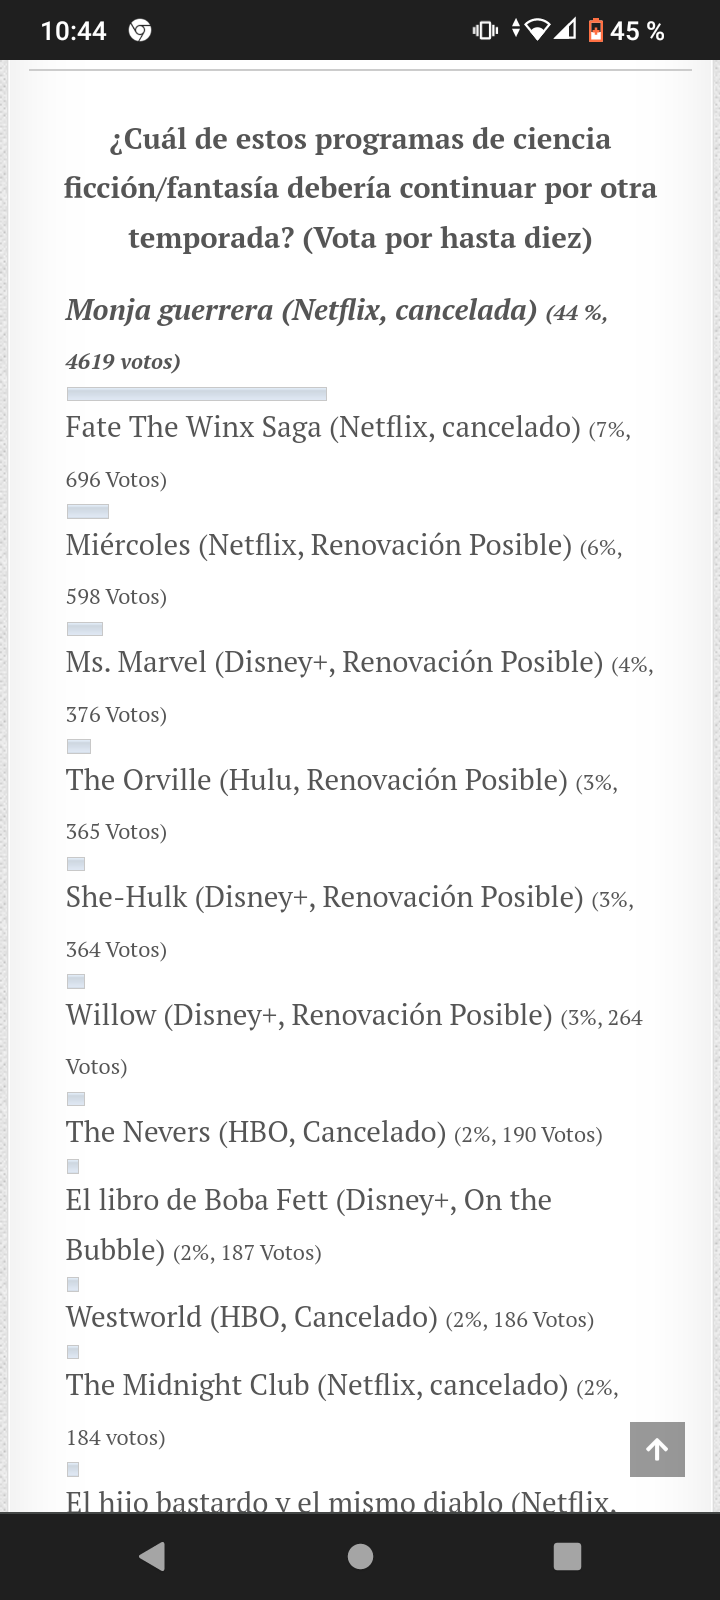 10:44
45 %
¿Cuál de estos programas de ciencia
ficción/fantasía debería continuar por otra
temporada? (Vota por hasta diez)
Monja guerrera (Netflix, cancelada) (44 %,
4619 votos)
Fate The Winx Saga (Netflix, cancelado) (7%,
696 Votos)
Miércoles (Netflix, Renovación Posible) (6%,
598 Votos)
Ms. Marvel (Disney+, Renovación Posible) (4%,
376 Votos)
The Orville (Hulu, Renovación Posible) (3%,
365 Votos)
She-Hulk (Disney+, Renovación Posible) (3%,
364 Votos)
Willow (Disney+, Renovación Posible) (3%, 264
Votos)
The Nevers (HBO, Cancelado) (2%, 190 Votos)
El libro de Boba Fett (Disney+, On the
Bubble) (2%, 187 Votos)
Westworld (HBO, Cancelado) (2%, 186 Votos)
The Midnight Club (Netflix, cancelado) (2%,
184 votos)
El hijo bastardo y el mismo diablo (Netflix,